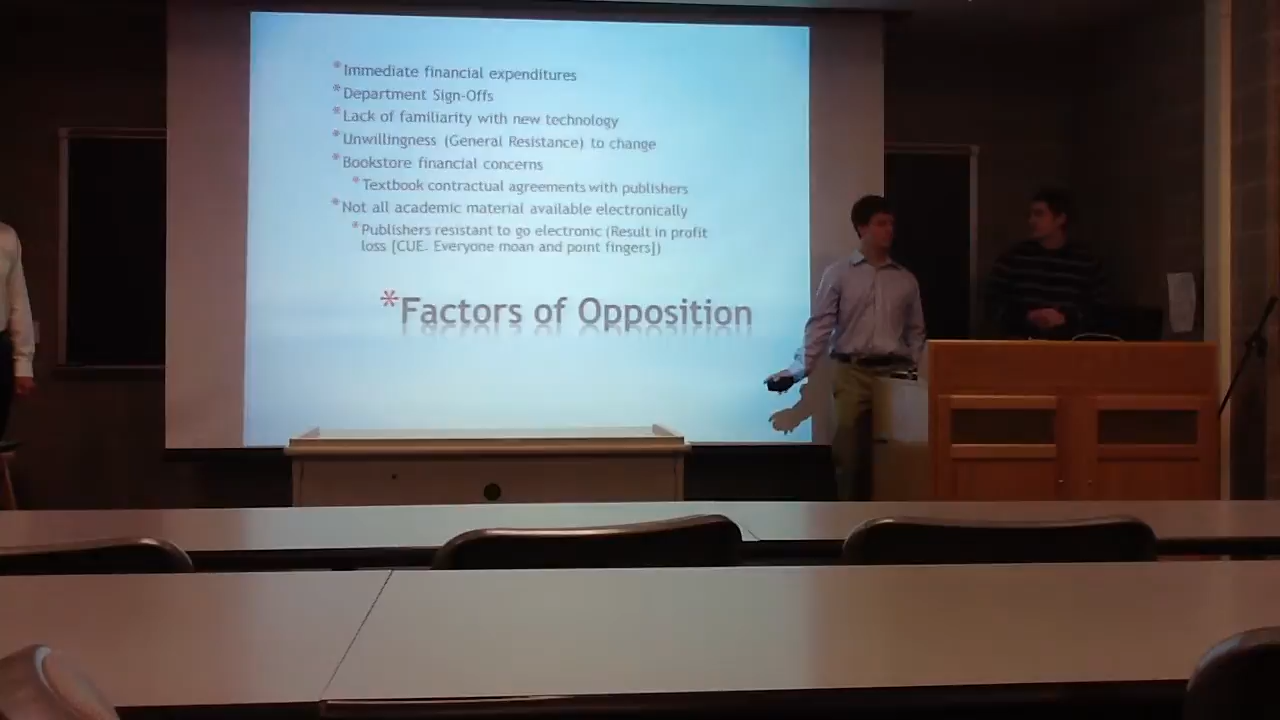 *Immediate financial expenditures
*Department Sign-Offs
*Lack of familiarity with new technology
*Unwillingness (General Resistance) to change
*Bookstore financial concerns
*Textbook contractual agreements with publishers
*Not all academic material available electronically
*Publishers resistant to go electronic (Result in profit
loss [CUE. Everyone moan and point fingers])
*Factors of Opposition